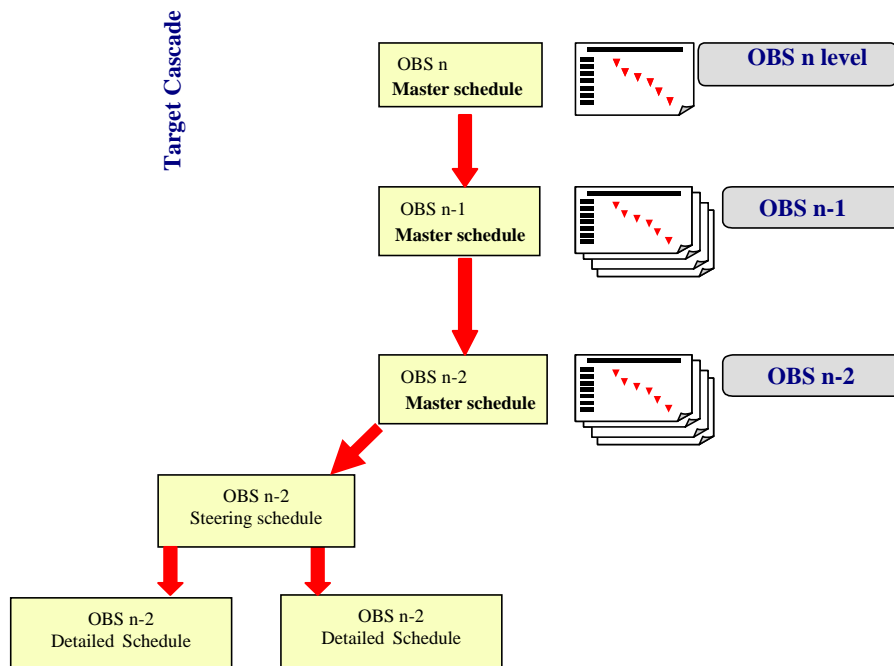 Target Cascade
OBS n
Master schedule
OBS n level
OBS n-1
Master schedule
OBS n-1
OBS n-2
Master schedule
OBS n-2
OBS n-2
Steering schedule
OBS n-2
Detailed Schedule
OBS n-2
Detailed Schedule